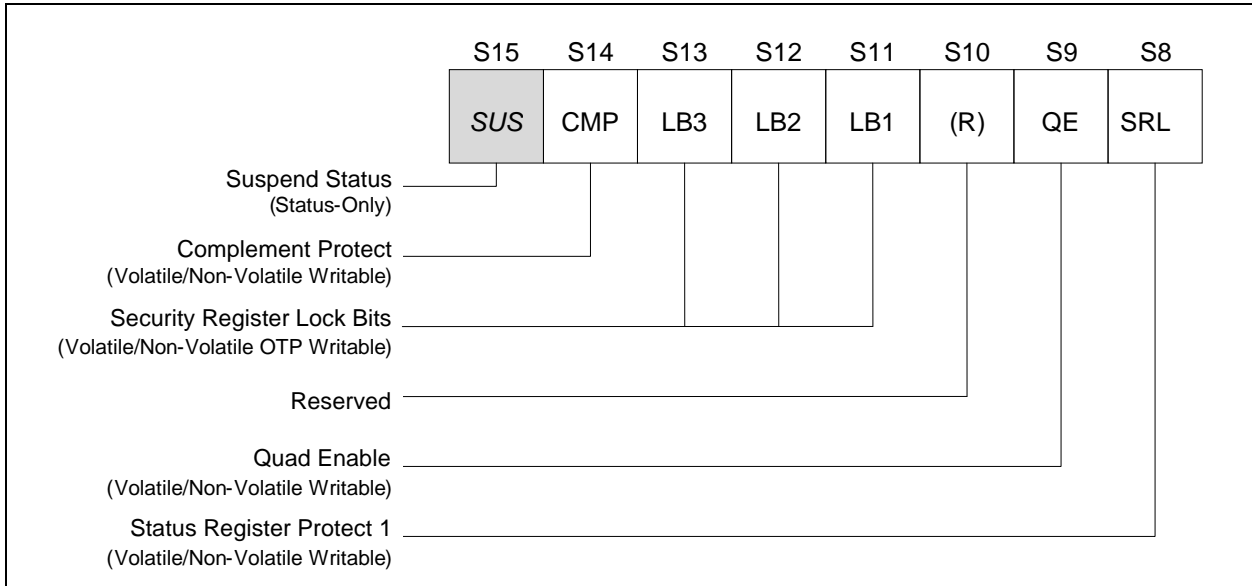 S15 S14 S13 S12 S11 S10 S9 S8
SUS CMP LB3 LB2 LB1 (R) QE SRL
Suspend Status
(Status-Only)
Complement Protect
(Volatile/Non-Volatile Writable)
Security Register Lock Bits
(Volatile/Non-Volatile OTP Writable)
Reserved
Quad Enable
(Volatile/Non-Volatile Writable)
Status Register Protect 1
(Volatile/Non-Volatile Writable)